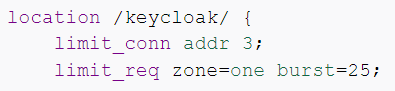 location /keycloak/ {
    limit_conn addr 3;
    limit_req zone=one burst=25;